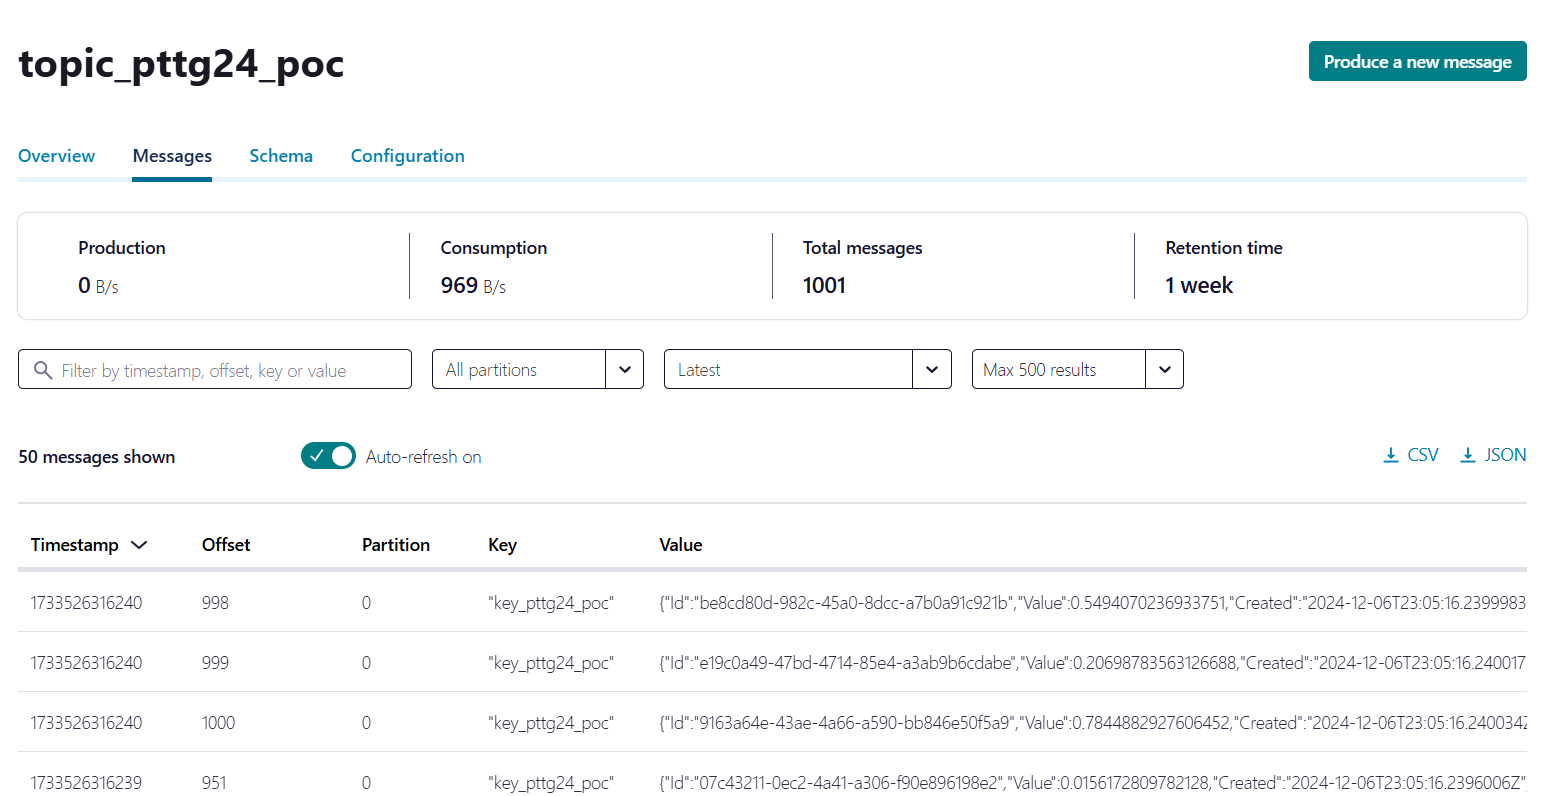 topic_pttg24_poc
Produce a new message
Overview Messages Schema Configuration
Production Consumption Total messages Retention time
0 B/s 969 B/s 1001 1 week
Filter by timestamp, offset, key or value All partitions Latest Max 500 results
50 messages shown Auto-refresh on CSV JSON
Timestamp Offset Partition Key Value
1733526316240 998 0 "key_pttg24_poc" {"Id":"be8cd80d-982c-45a0-8dcc-a7b0a91c921b","Value":0.5494070236933751,"Created":"2024-12-06T23:05:16.2399983
1733526316240 999 0 "key_pttg24_poc" {"Id":"e19c0a49-47bd-4714-85e4-a3ab9b6cdabe","Value":0.20698783563126688,"Created":"2024-12-06T23:05:16.240017
1733526316240 1000 0 "key_pttg24_poc" {"Id":"9163a64e-43ae-4a66-a590-bb846e50f5a9","Value":0.7844882927606452,"Created":"2024-12-06T23:05:16.2400342
1733526316239 951 0 "key_pttg24_poc" {"Id":"07c43211-0ec2-4a41-a306-f90e896198e2","Value":0.0156172809782128,"Created":"2024-12-06T23:05:16.2396006Z"